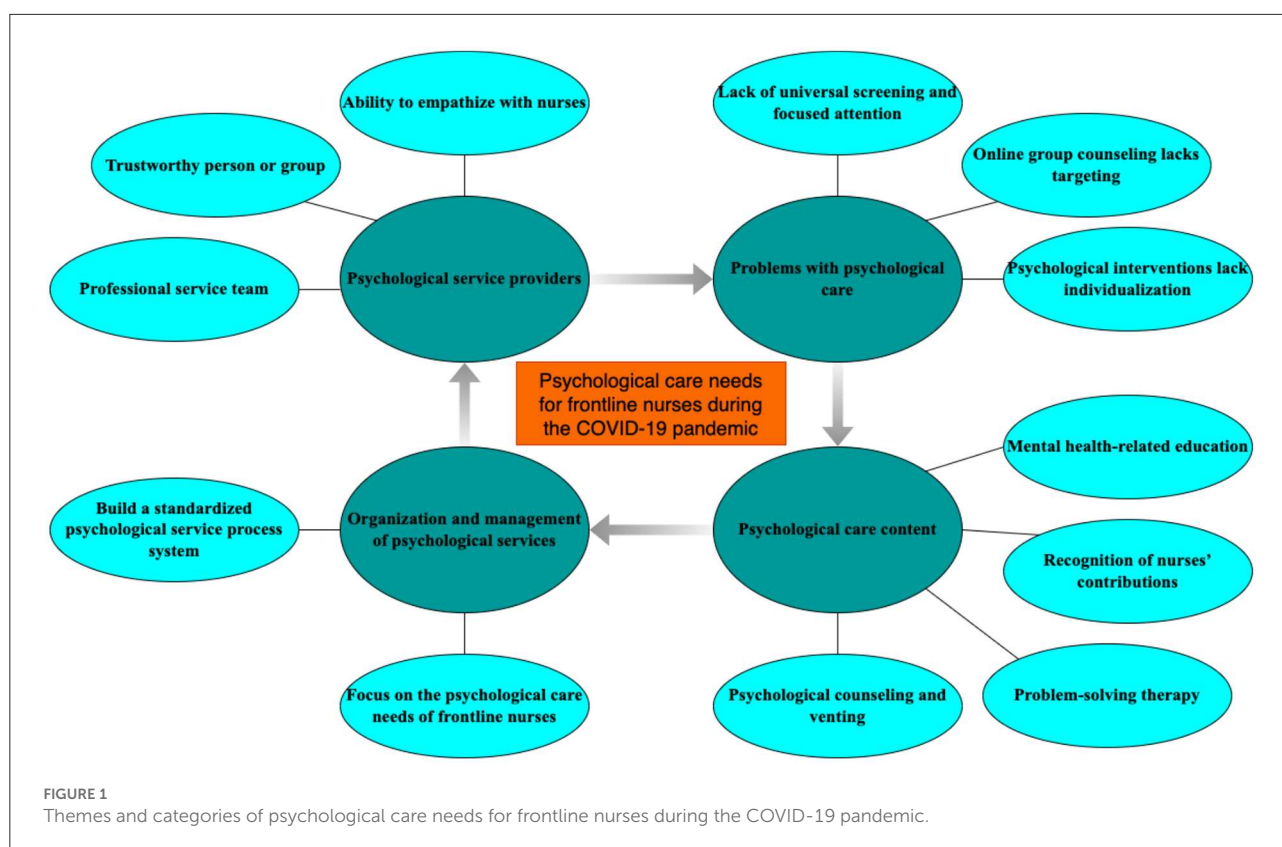 Ability to empathize with nurses
Trustworthy person or group
Professional service team
Psychological service providers
Lack of universal screening and
focused attention
Online group counseling lacks
targeting
Psychological interventions lack
individualization
Problems with psychological
care
Psychological care needs
for frontline nurses during
the COVID-19 pandemic
Build a standardized
psychological service process
system
Organization and management
of psychological services
Focus on the psychological care
needs of frontline nurses
Psychological care content
Mental health-related education
Recognition of nurses’
contributions
Problem-solving therapy
Psychological counseling and
venting
FIGURE 1
Themes and categories of psychological care needs for frontline nurses during the COVID-19 pandemic.